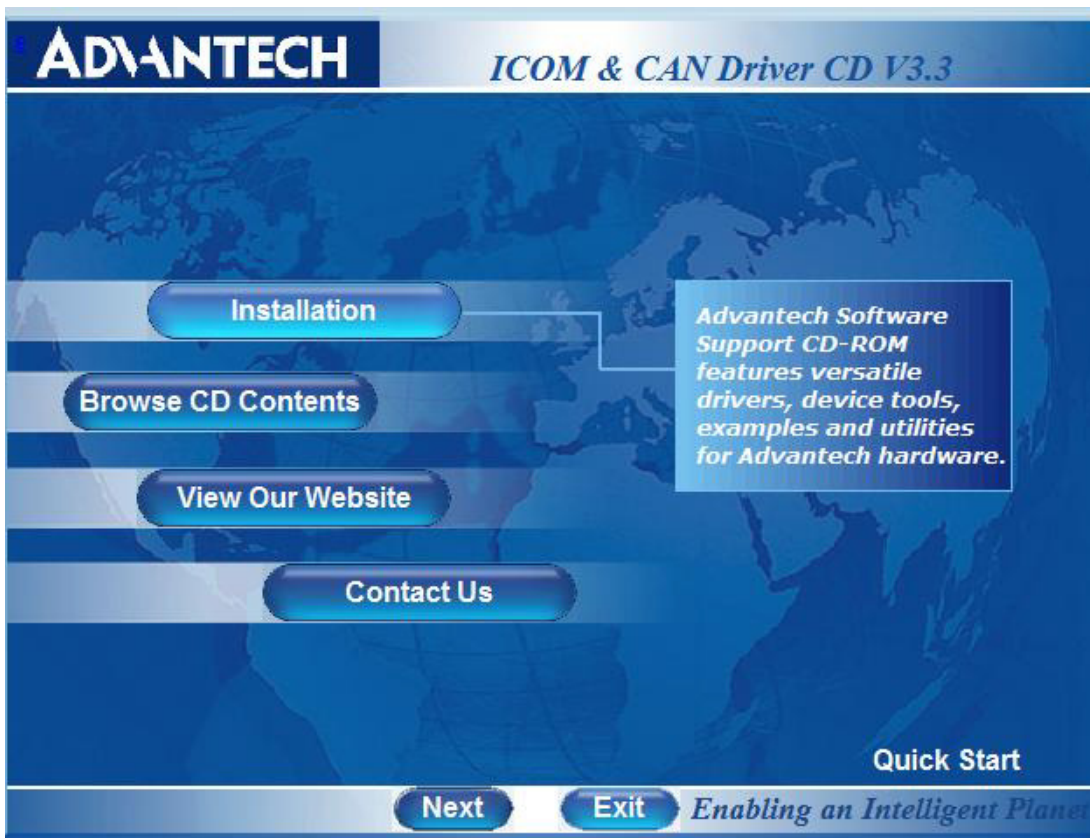 ADVANTECH
ICOM & CAN Driver CD V3.3
Installation
Advantech Software
Support CD-ROM
features versatile
drivers, device tools,
examples and utilities
for Advantech hardware.
Browse CD Contents
View Our Website
Contact Us
Quick Start
Next
Exit
Enabling an Intelligent Planet